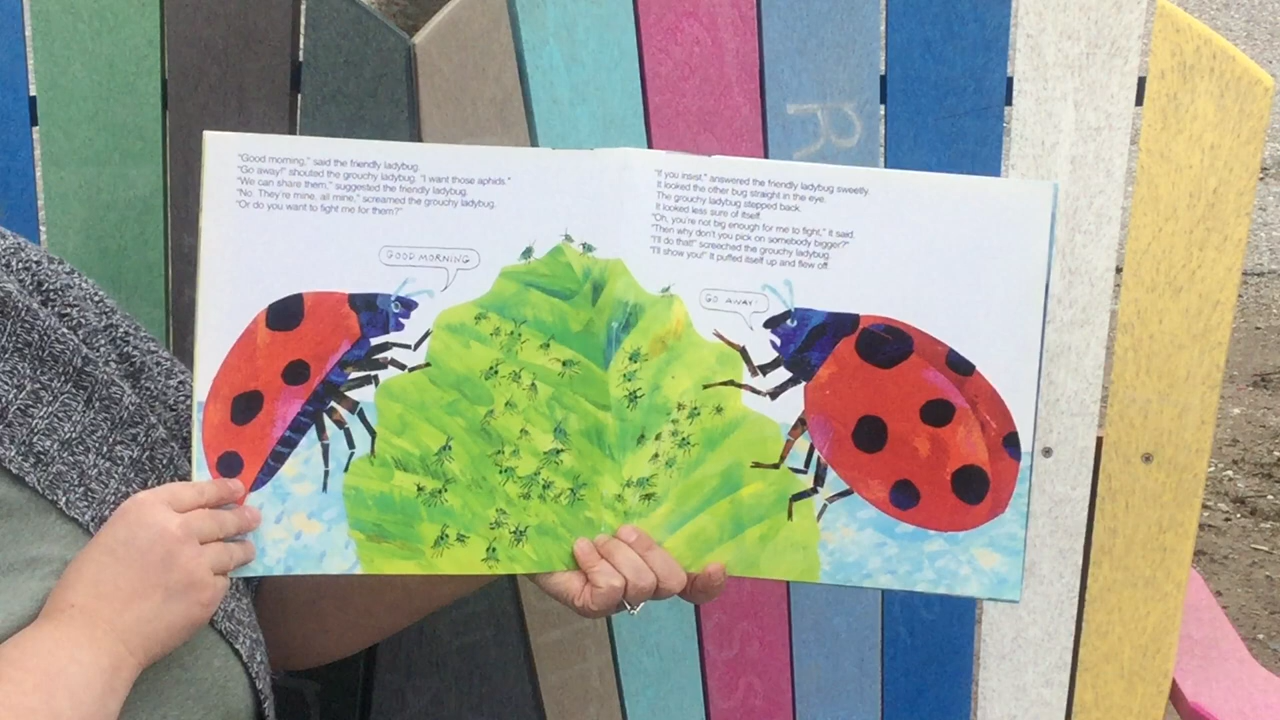 "Good morning," said the friendly ladybug.
"Go away!" shouted the grouchy ladybug. "I want those aphids."
"We can share them," suggested the friendly ladybug.
"No. They're mine, all mine," screamed the grouchy ladybug.
"Or do you want to fight me for them?"
GOOD MORNING
"If you insist," answered the friendly ladybug sweetly.
It looked the other bug straight in the eye.
The grouchy ladybug stepped back.
It looked less sure of itself.
"Oh, you're not big enough for me to fight," it said.
"Then why don't you pick on somebody bigger?"
"I'll do that!" screeched the grouchy ladybug.
"I'll show you!" It puffed itself up and flew off.
GO AWAY!
R